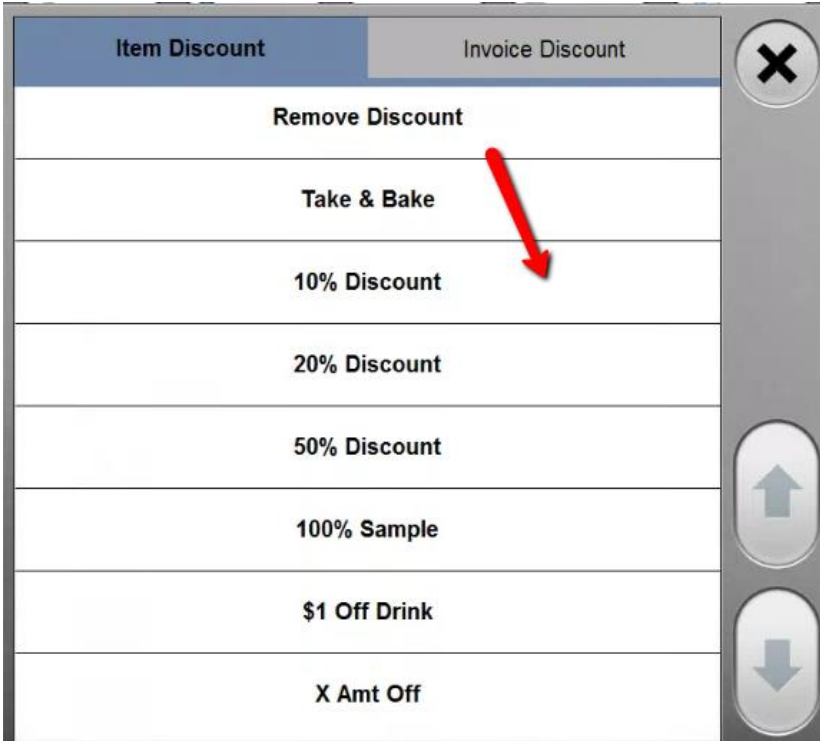 Item Discount
Invoice Discount
Remove Discount
Take & Bake
10% Discount
20% Discount
50% Discount
100% Sample
$1 Off Drink
X Amt Off